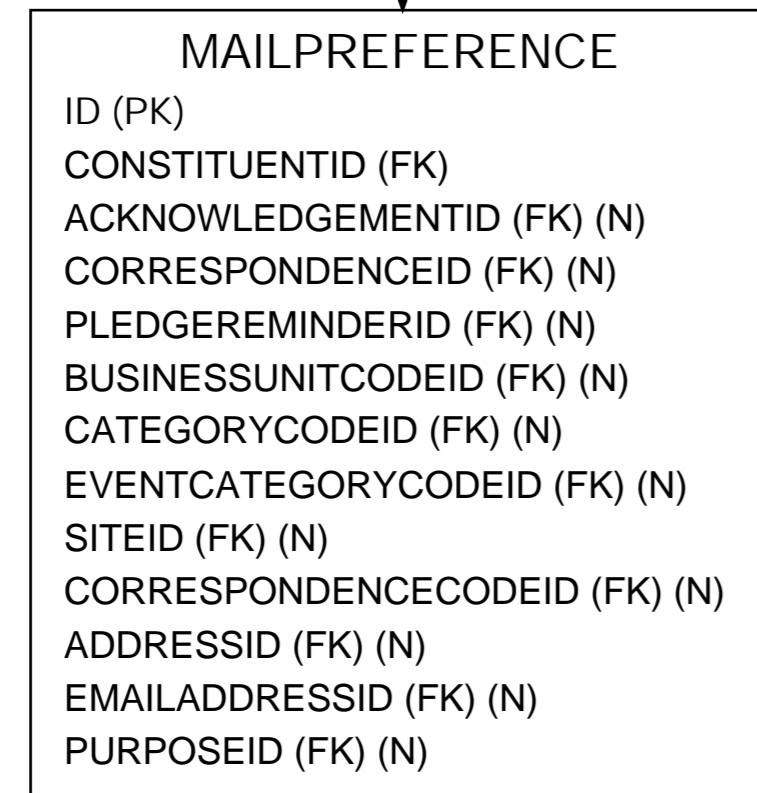 MAILPREFERENCE
ID (PK)
CONSTITUENTID (FK)
ACKNOWLEDGEMENTID (FK) (N)
CORRESPONDENCEID (FK) (N)
PLEDGEREMINDERID (FK) (N)
BUSINESSUNITCODEID (FK) (N)
CATEGORYCODEID (FK) (N)
EVENTCATEGORYCODEID (FK) (N)
SITEID (FK) (N)
CORRESPONDENCECODEID (FK) (N)
ADDRESSID (FK) (N)
EMAILADDRESSID (FK) (N)
PURPOSEID (FK) (N)